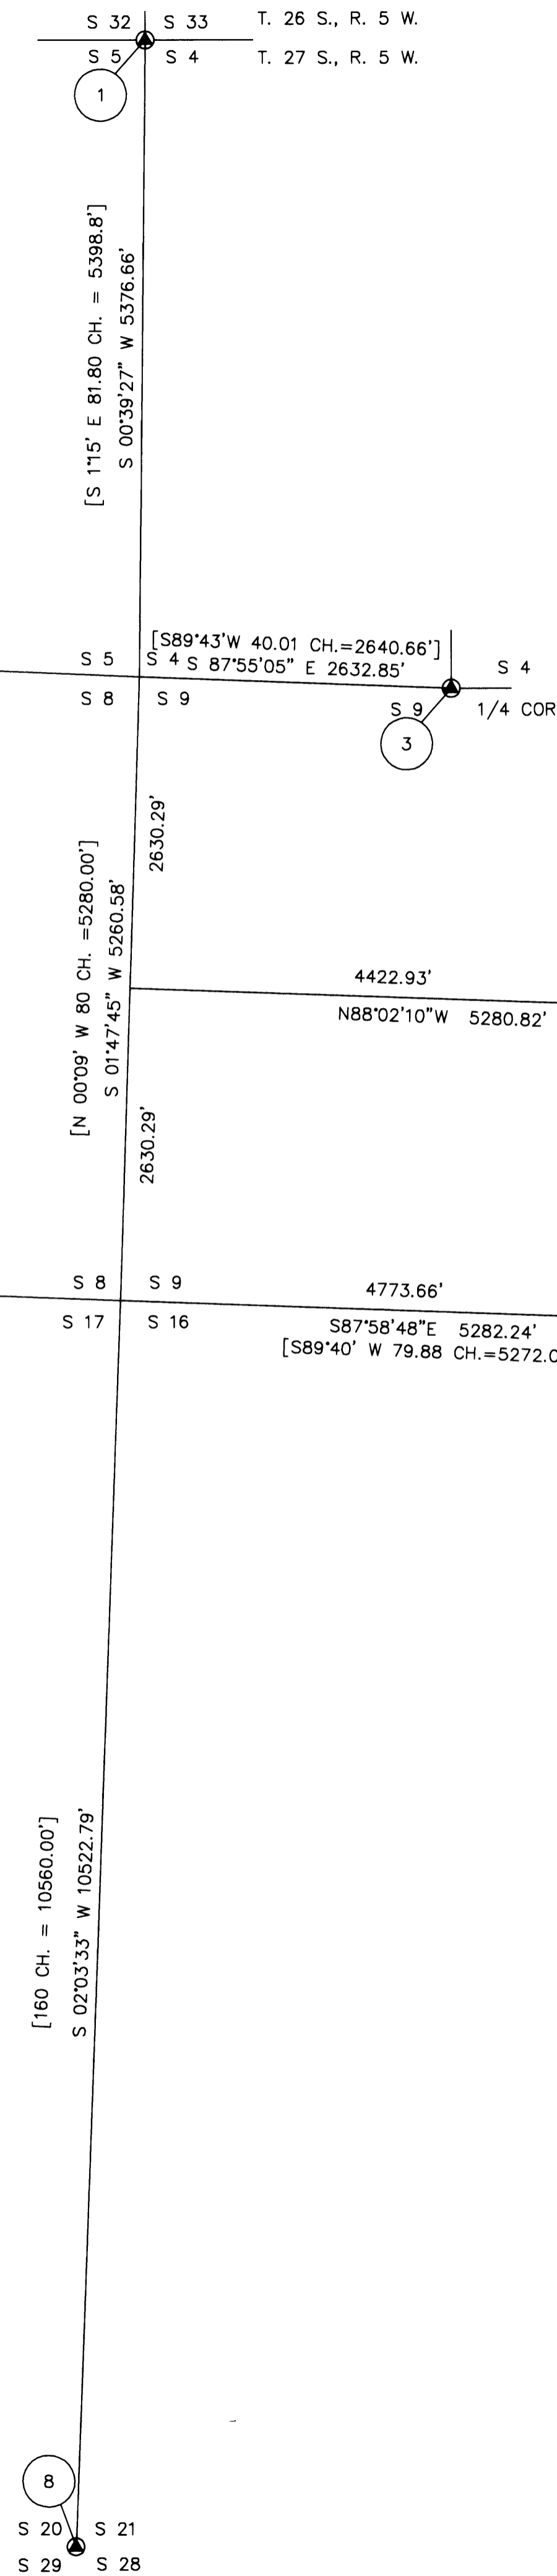 S 32 S 33 T. 26 S., R. 5 W.
S 5 S 4 T. 27 S., R. 5 W.
1
[S 1°15' E 81.80 CH. = 5398.8']
S 00°39'27" W 5376.66'
[S89°43'W 40.01 CH.=2640.66']
S 5 S 4 S 87°55'05" E 2632.85' S 4
S 8 S 9 S 9 1/4 COR
3
2630.29'
[N 00°09' W 80 CH. =5280.00']
S 01°47'45" W 5260.58'
4422.93'
N88°02'10"W 5280.82'
2630.29'
S 8 S 9 4773.66'
S 17 S 16 S87°58'48"E 5282.24'
[S89°40' W 79.88 CH.=5272.0
[160 CH. = 10560.00']
S 02°03'33" W 10522.79'
8
S 20 S 21
S 29 S 28